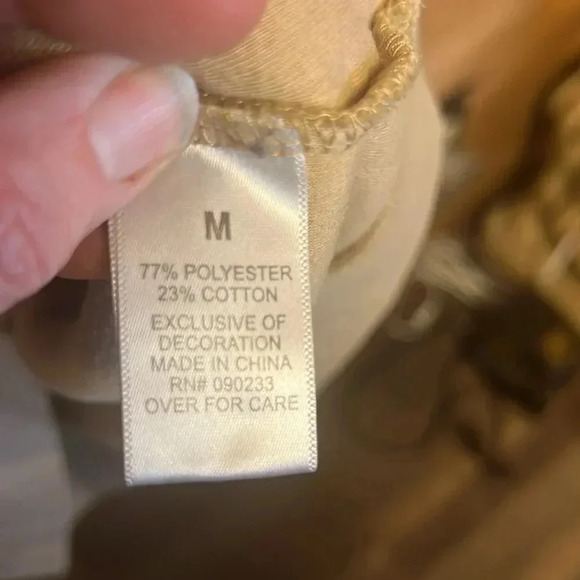 M
77% POLYESTER
23% COTTON
EXCLUSIVE OF
DECORATION
MADE IN CHINA
RN# 090233
OVER FOR CARE